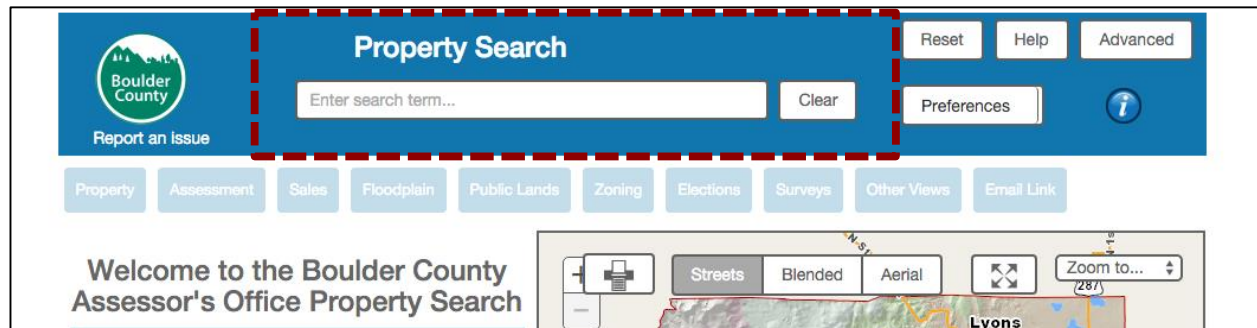 Property Search
Reset
Help
Advanced
Boulder
County
Enter search term...
Clear
Preferences
i
Report an issue
Property
Assessment
Sales
Floodplain
Public Lands
Zoning
Elections
Surveys
Other Views
Email Link
Welcome to the Boulder County
Assessor's Office Property Search
+
−
Streets
Blended
Aerial
Zoom to...
287
Lyons